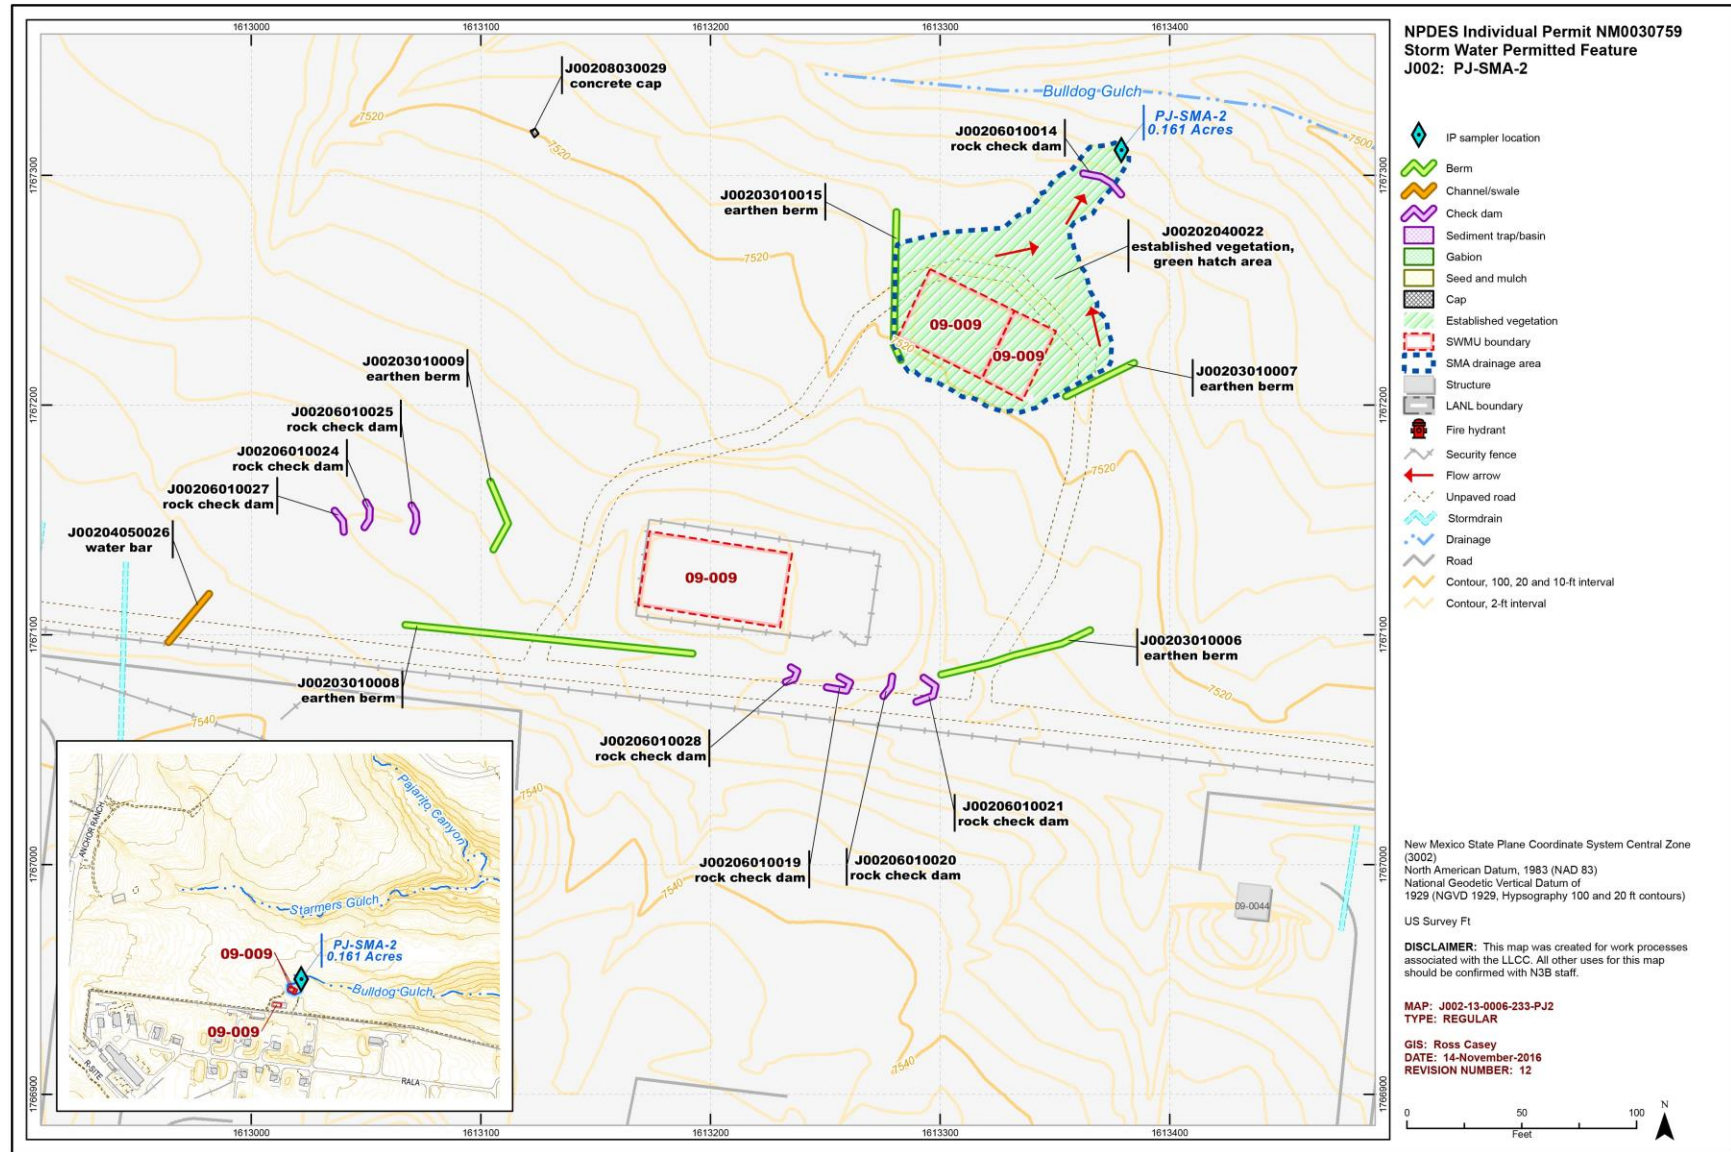 NPDES Individual Permit NM0030759
Storm Water Permitted Feature
J002: PJ-SMA-2
1613000
1613100
1613200
1613300
1613400
J00208030029
concrete cap
Bulldog Gulch
PJ-SMA-2
0.161 Acres
J00206010014
rock check dam
7520
7520
7500
1767300
1767300
J00203010015
earthen berm
J00202040022
established vegetation,
green hatch area
7520
09-009
09-009
7520
J00203010009
earthen berm
J00203010007
earthen berm
1767200
1767200
J00206010025
rock check dam
J00206010024
rock check dam
J00206010027
rock check dam
7520
J00204050026
water bar
09-009
1767100
1767100
J00203010006
earthen berm
J00203010008
earthen berm
7520
7540
J00206010028
rock check dam
7540
J00206010021
rock check dam
J00206010019
rock check dam
J00206010020
rock check dam
1767000
1767000
7540
09-0044
7540
1766900
1766900
1613000
1613100
1613200
1613300
1613400
ANCHOR RANCH
Pajarito Canyon
Starmers Gulch
PJ-SMA-2
0.161 Acres
09-009
Bulldog Gulch
09-009
R-SITE
RALA
IP sampler location
Berm
Channel/swale
Check dam
Sediment trap/basin
Gabion
Seed and mulch
Cap
Established vegetation
SWMU boundary
SMA drainage area
Structure
LANL boundary
Fire hydrant
Security fence
Flow arrow
Unpaved road
Stormdrain
Drainage
Road
Contour, 100, 20 and 10-ft interval
Contour, 2-ft interval
New Mexico State Plane Coordinate System Central Zone
(3002)
North American Datum, 1983 (NAD 83)
National Geodetic Vertical Datum of
1929 (NGVD 1929, Hypsography 100 and 20 ft contours)
US Survey Ft
DISCLAIMER: This map was created for work processes
associated with the LLCC. All other uses for this map
should be confirmed with N3B staff.
MAP: J002-13-0006-233-PJ2
TYPE: REGULAR
GIS: Ross Casey
DATE: 14-November-2016
REVISION NUMBER: 12
0
50
100
Feet
N